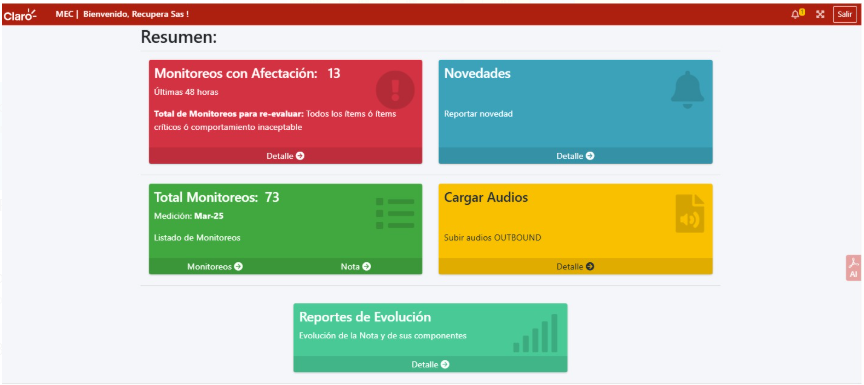 Claro- MEC | Bienvenido, Recupera Sas ! 1 Salir
Resumen:
Monitoreos con Afectación: 13
Últimas 48 horas
Total de Monitoreos para re-evaluar: Todos los ítems ó ítems
críticos ó comportamiento inaceptable
Detalle
Novedades
Reportar novedad
Detalle
Total Monitoreos: 73
Medición: Mar-25
Listado de Monitoreos
Monitoreos Nota
Cargar Audios
Subir audios OUTBOUND
Detalle
AI
Reportes de Evolución
Evolución de la Nota y de sus componentes
Detalle